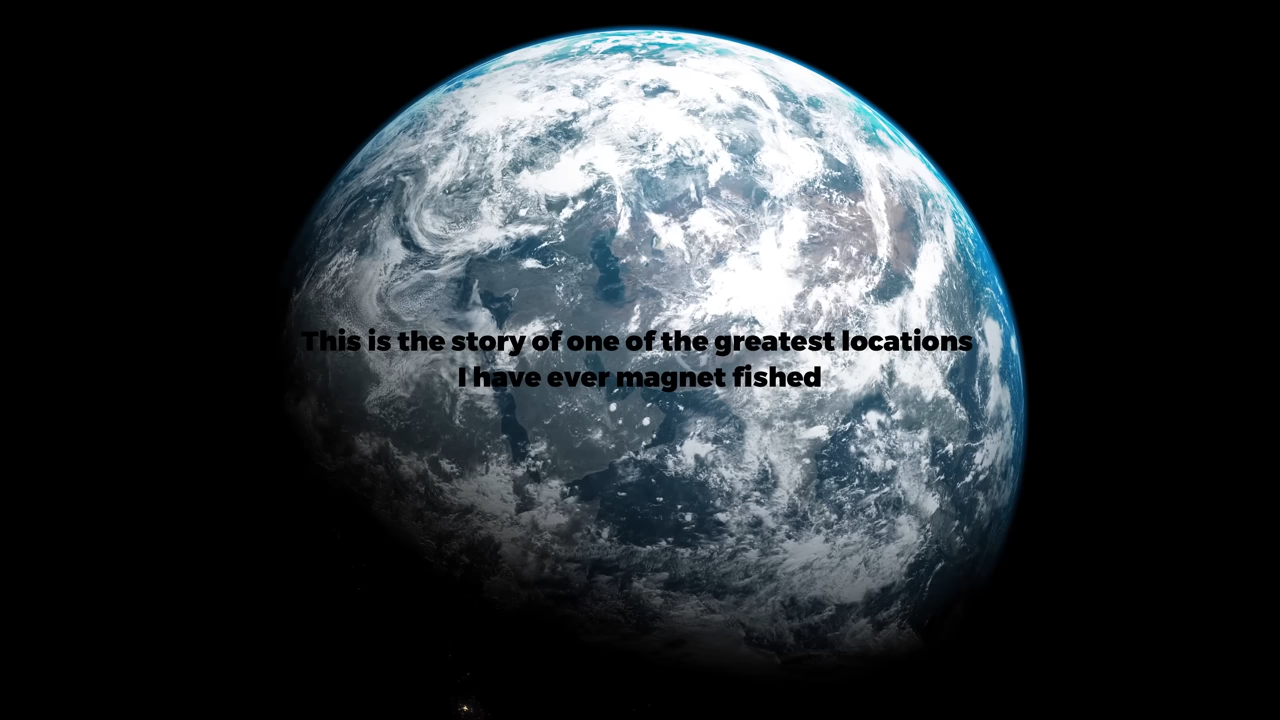 This is the story of one of the greatest locations
I have ever magnet fished